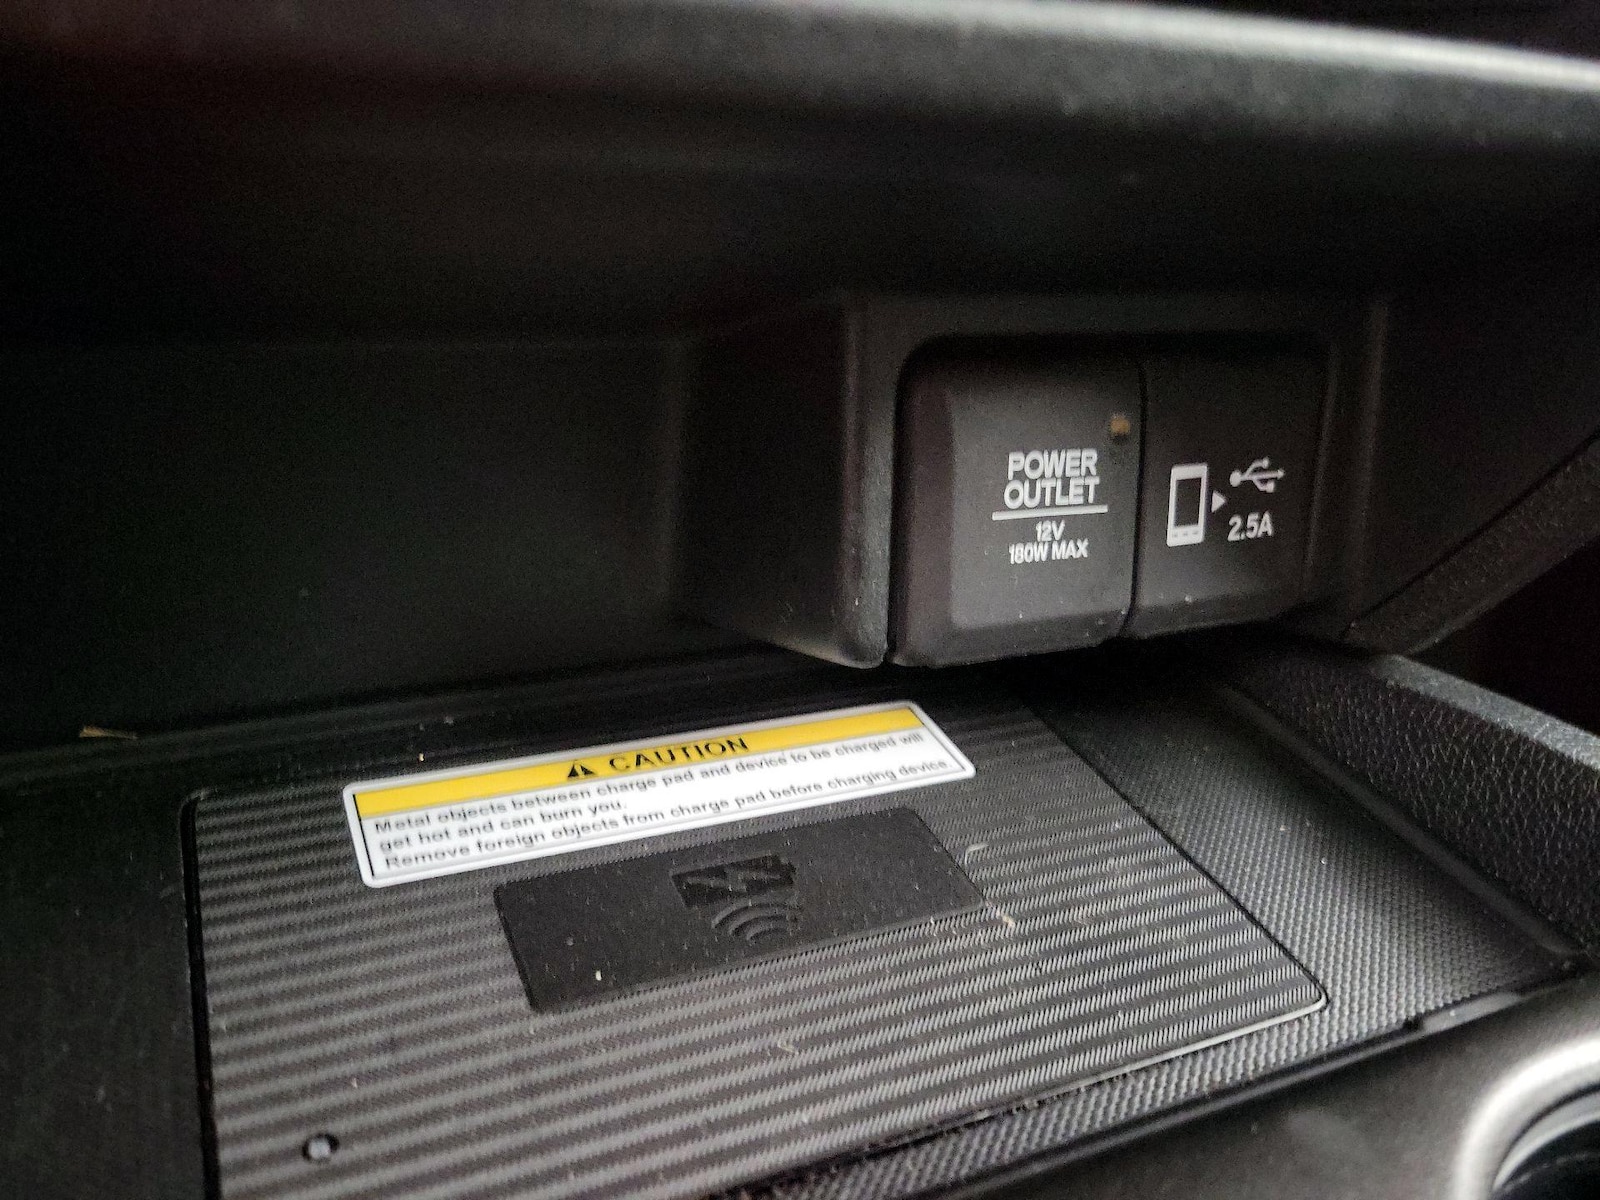 POWER
OUTLET
12V
180W MAX
2.5A
CAUTION
Metal objects between charge pad and device to be charged will
get hot and can burn you.
Remove foreign objects from charge pad before charging device.